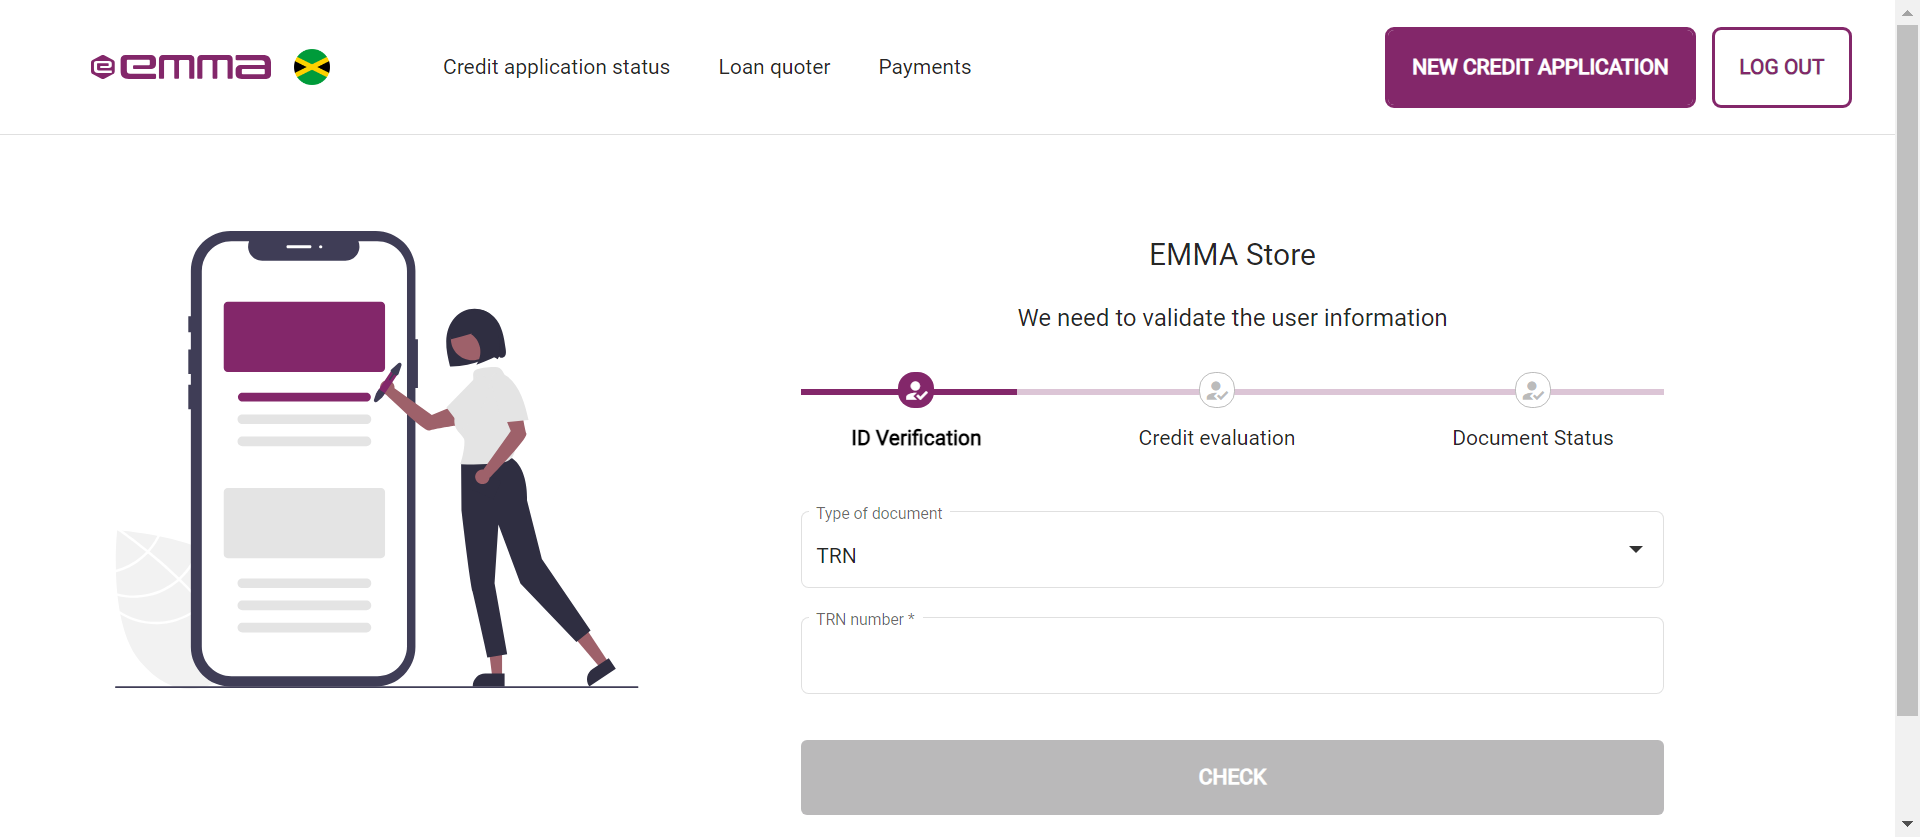 emma
Credit application status
Loan quoter
Payments
NEW CREDIT APPLICATION
LOG OUT
EMMA Store
We need to validate the user information
ID Verification
Credit evaluation
Document Status
Type of document
TRN
TRN number *
CHECK